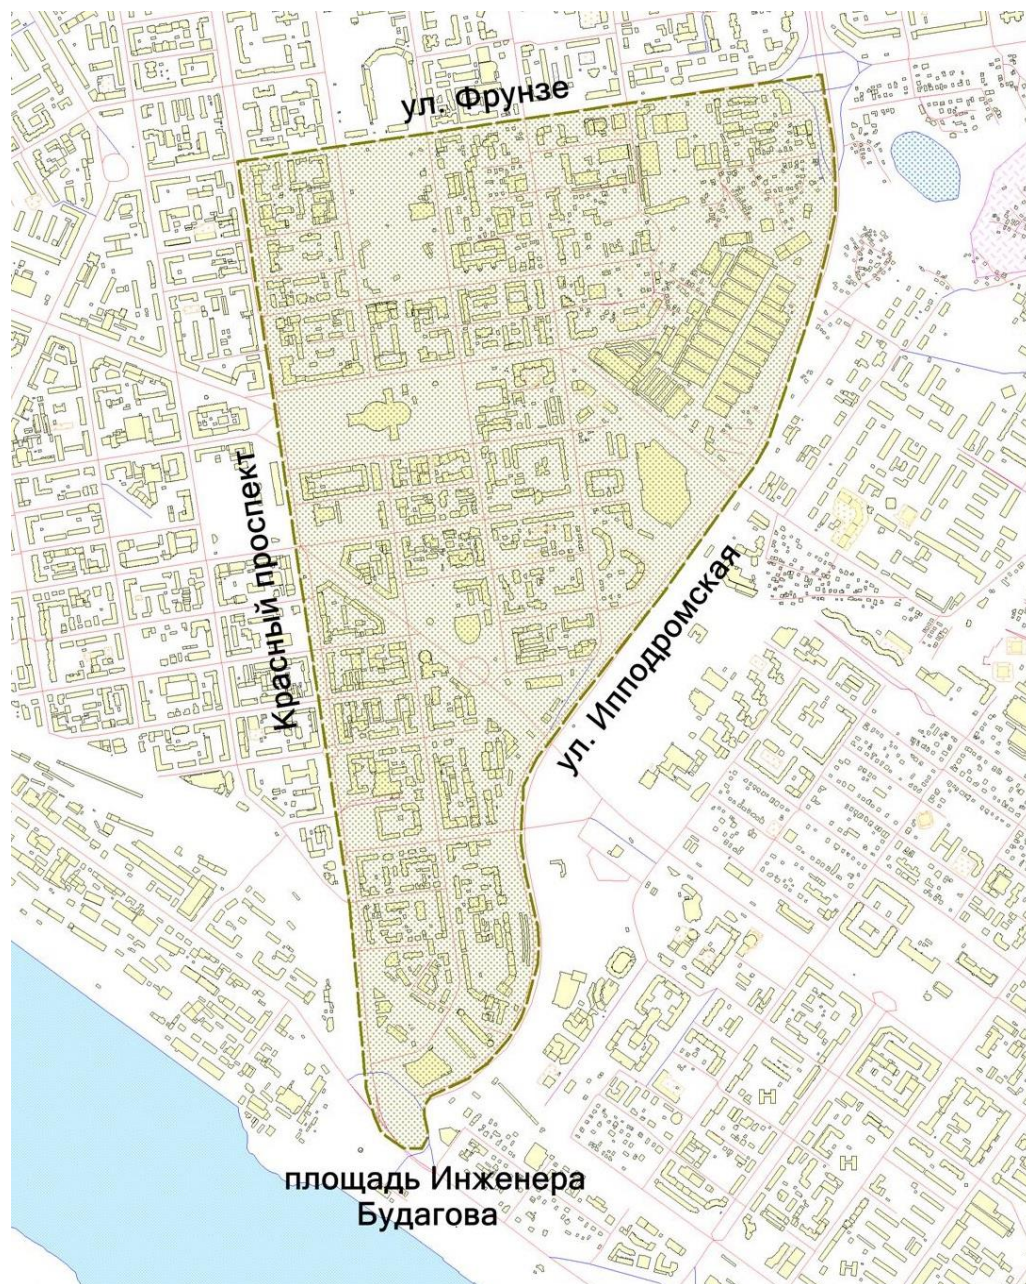 ул. Фрунзе
Красный проспект
ул. Ипподромская
площадь Инженера
Будагова